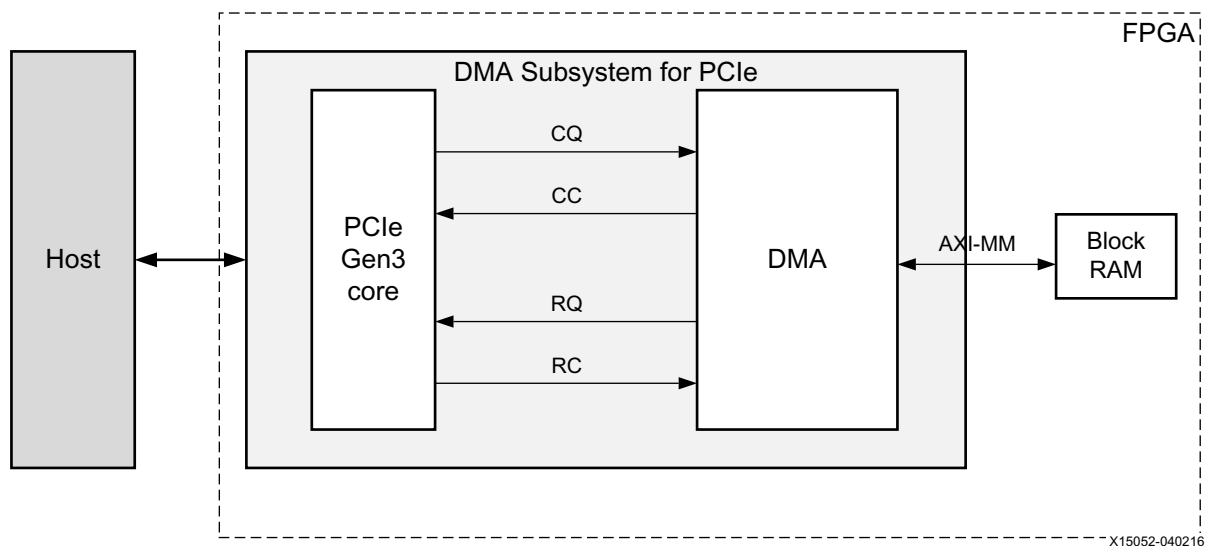 FPGA
DMA Subsystem for PCIe
Host
PCIe
Gen3
core
CQ
CC
RQ
RC
DMA
AXI-MM
Block
RAM
X15052-040216